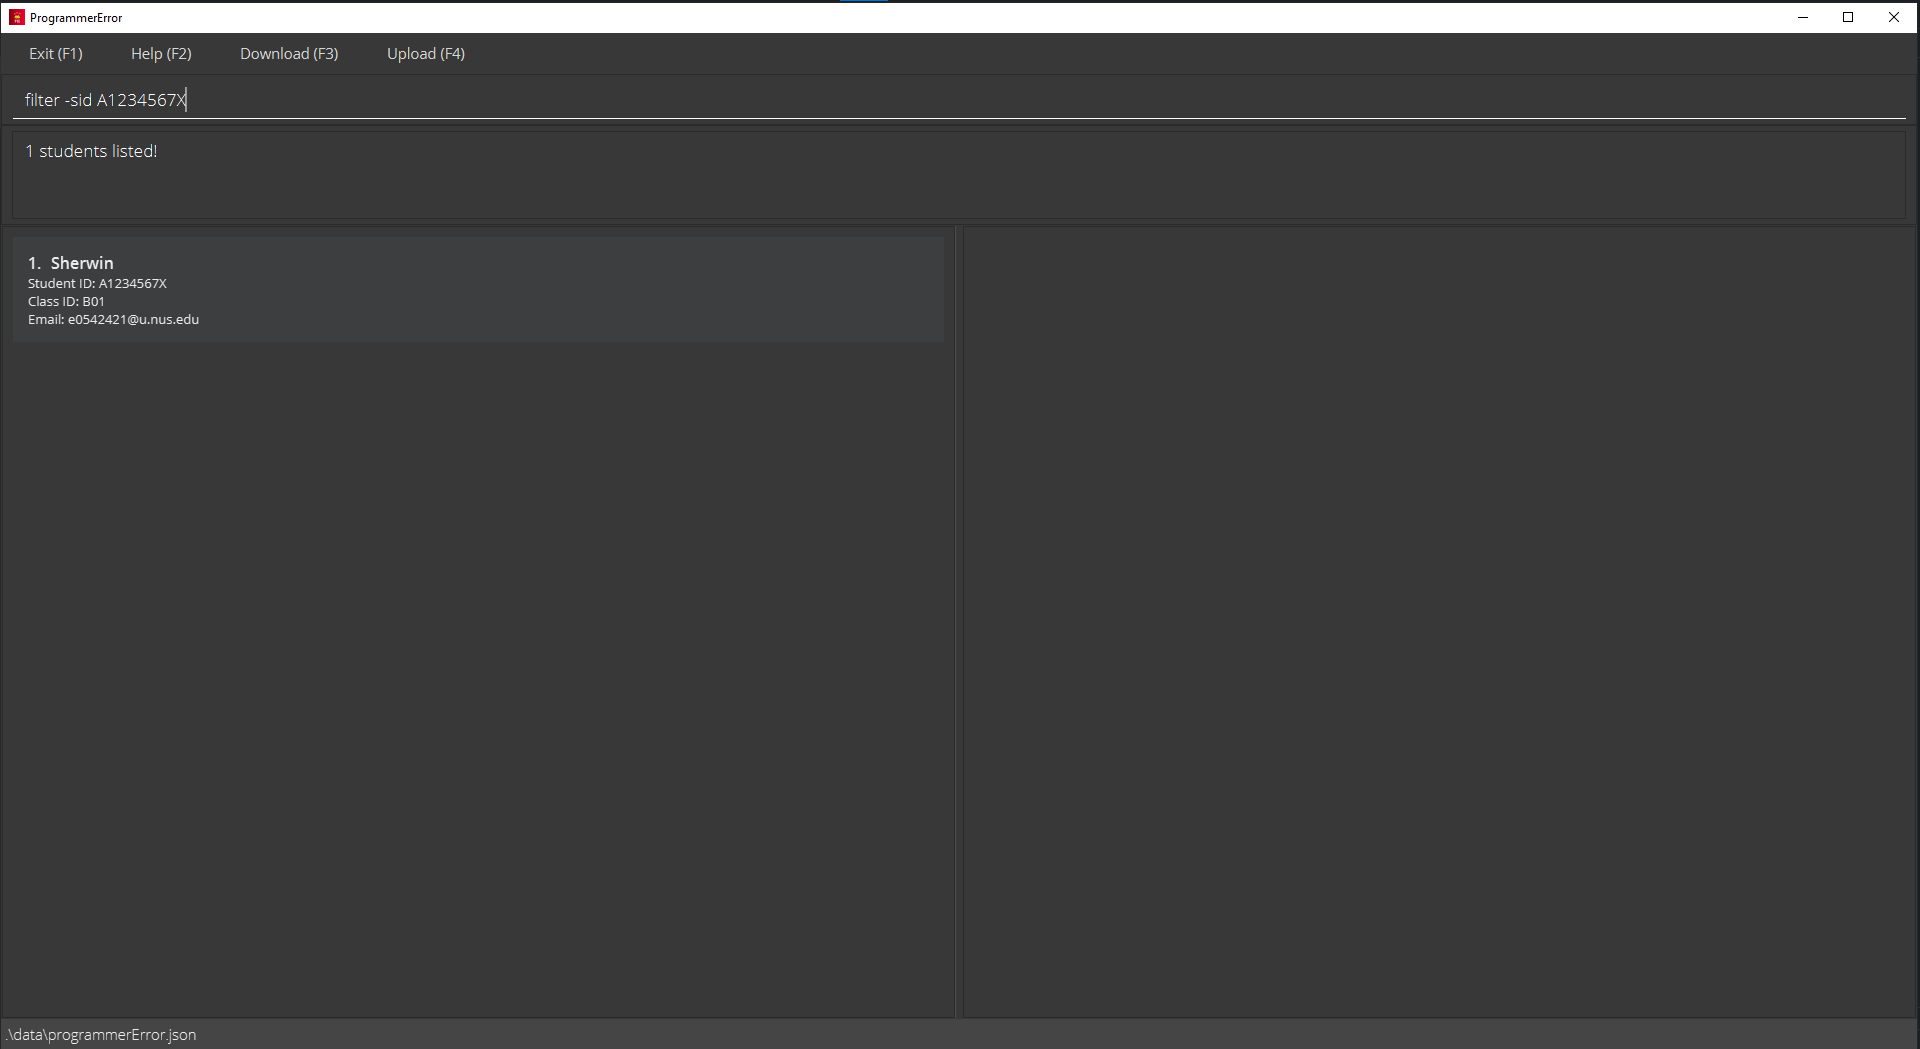 ProgrammerError
Exit (F1) Help (F2) Download (F3) Upload (F4)
filter -sid A1234567X
1 students listed!
1. Sherwin
Student ID: A1234567X
Class ID: B01
Email: e0542421@u.nus.edu
.\data\programmerError.json